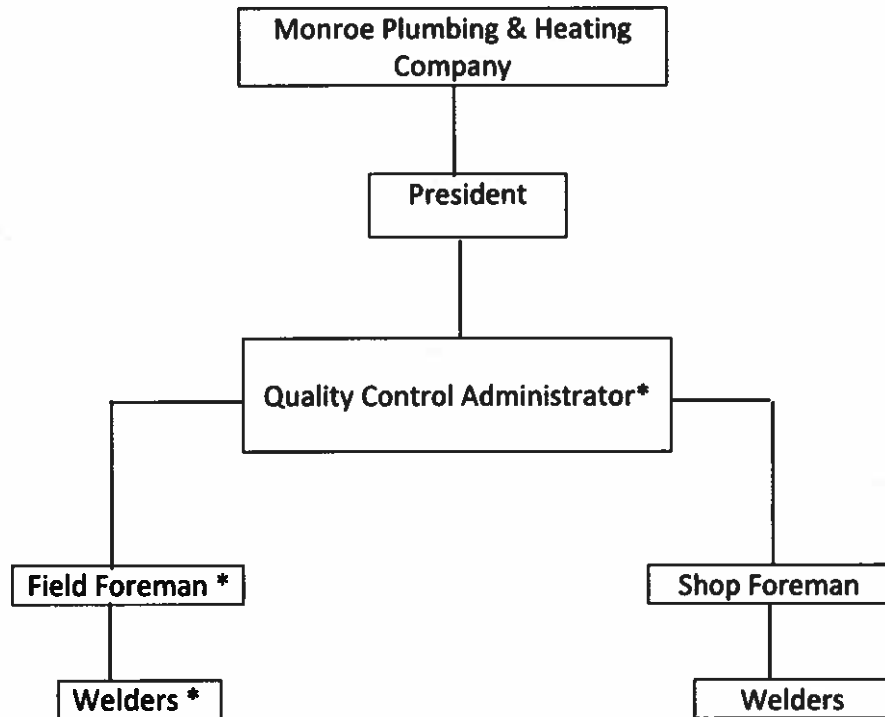 Monroe Plumbing & Heating
Company
President
Quality Control Administrator*
Field Foreman *
Shop Foreman
Welders *
Welders